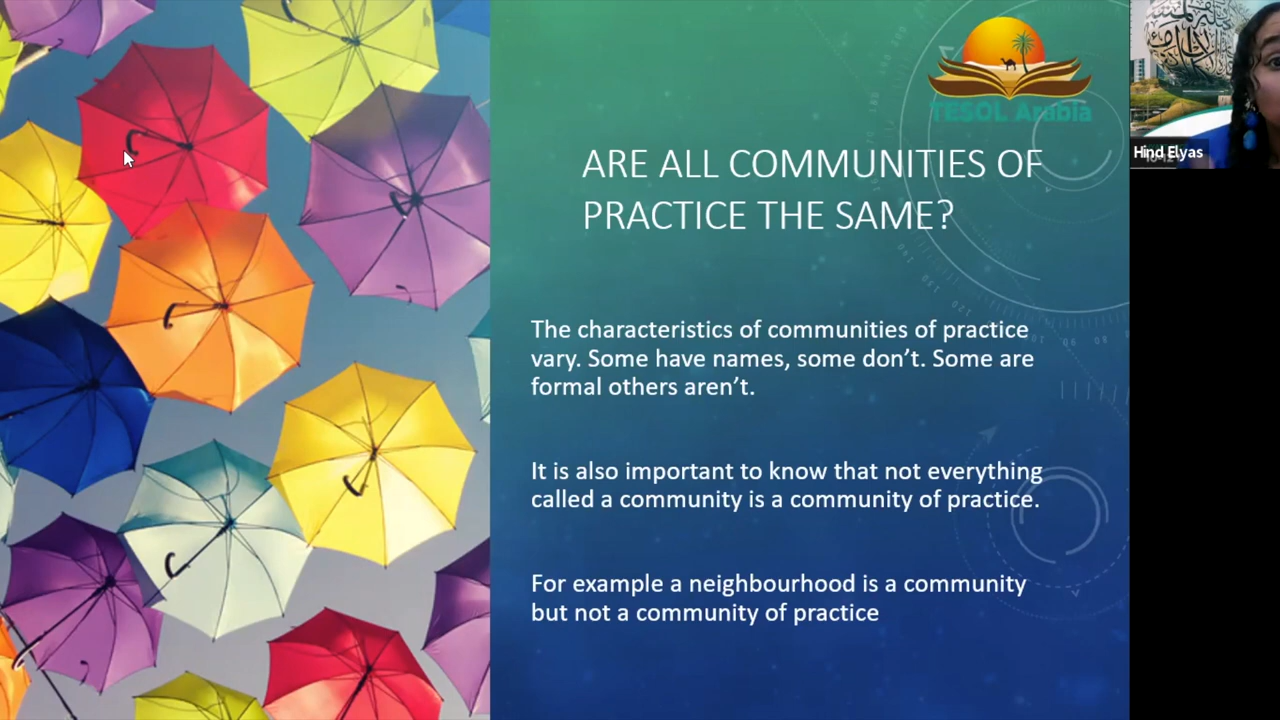 TESOL Arabia
Hind Elyas
ARE ALL COMMUNITIES OF
PRACTICE THE SAME?
The characteristics of communities of practice
vary. Some have names, some don’t. Some are
formal others aren’t.
It is also important to know that not everything
called a community is a community of practice.
For example a neighbourhood is a community
but not a community of practice